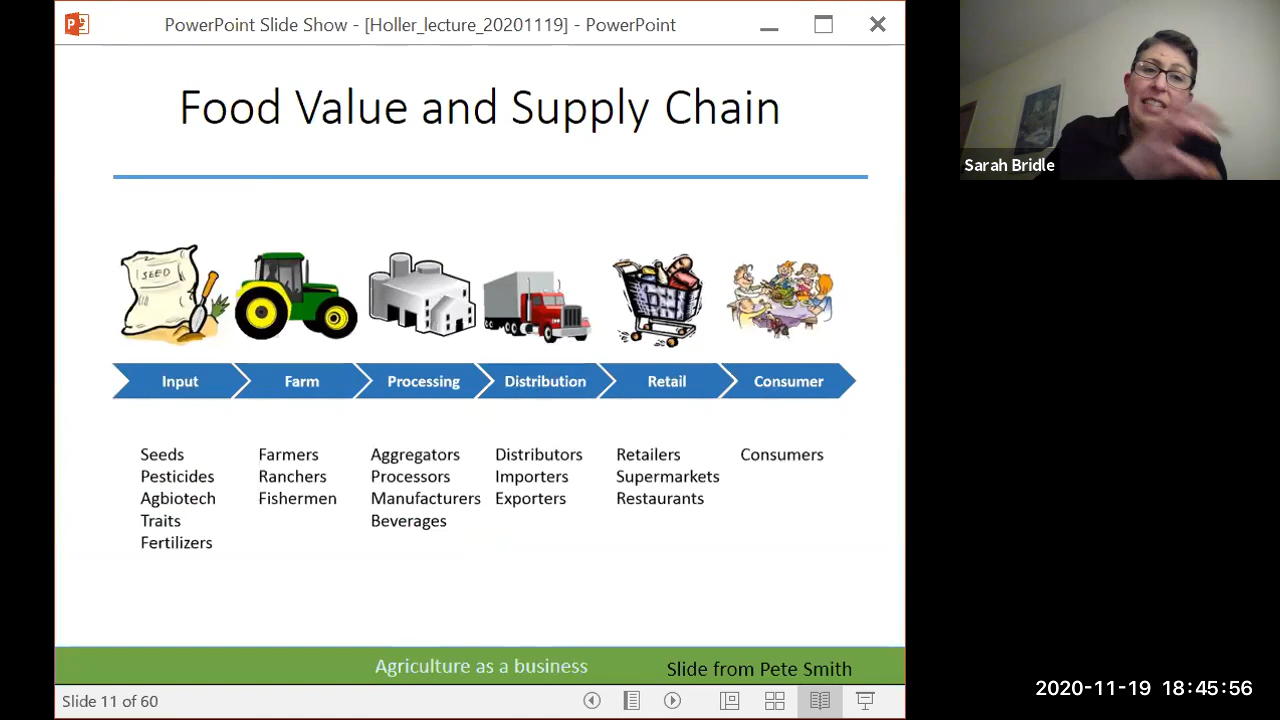 PowerPoint Slide Show - [Holler_lecture_20201119] - PowerPoint
Food Value and Supply Chain
SEED
Input
Farm
Processing
Distribution
Retail
Consumer
Seeds
Pesticides
Agbiotech
Traits
Fertilizers
Farmers
Ranchers
Fishermen
Aggregators
Processors
Manufacturers
Beverages
Distributors
Importers
Exporters
Retailers
Supermarkets
Restaurants
Consumers
Agriculture as a business
Slide from Pete Smith
Slide 11 of 60
Sarah Bridle
2020-11-19 18:45:56